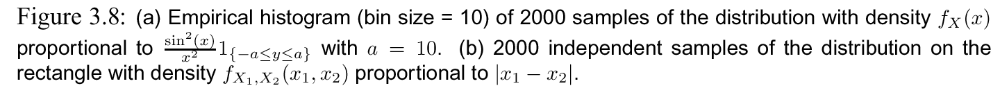 Figure 3.8: (a) Empirical histogram (bin size = 10) of 2000 samples of the distribution with density $f_X(x)$
proportional to $\frac{\sin^2(x)}{x^2} 1_{\{-a \leq y \leq a\}}$ with $a = 10$. (b) 2000 independent samples of the distribution on the
rectangle with density $f_{X_1,X_2}(x_1, x_2)$ proportional to $|x_1 - x_2|$.